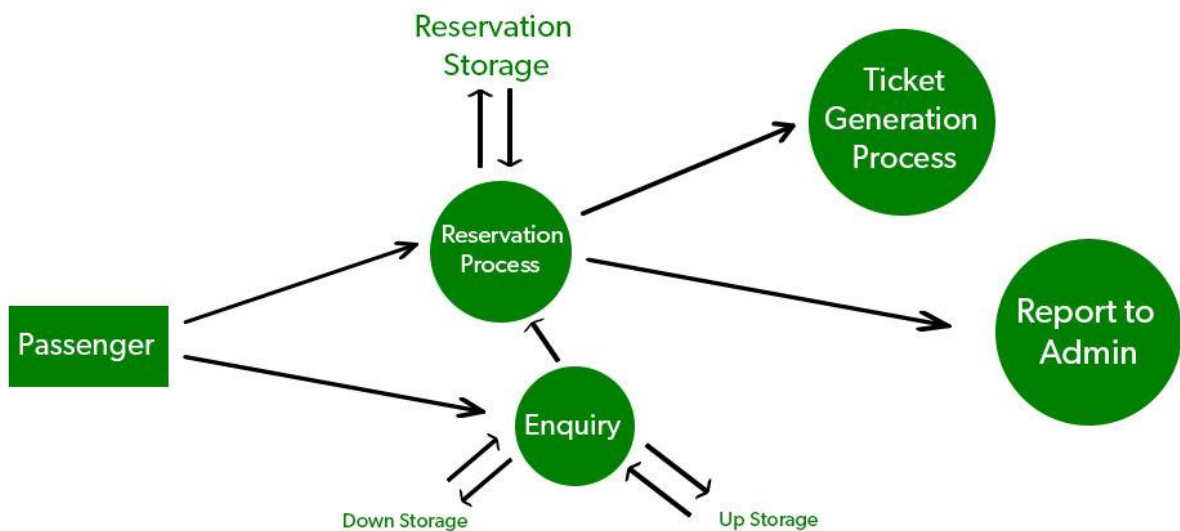 Reservation
Storage
Ticket
Generation
Process
Reservation
Process
Passenger
Report to
Admin
Enquiry
Down Storage
Up Storage